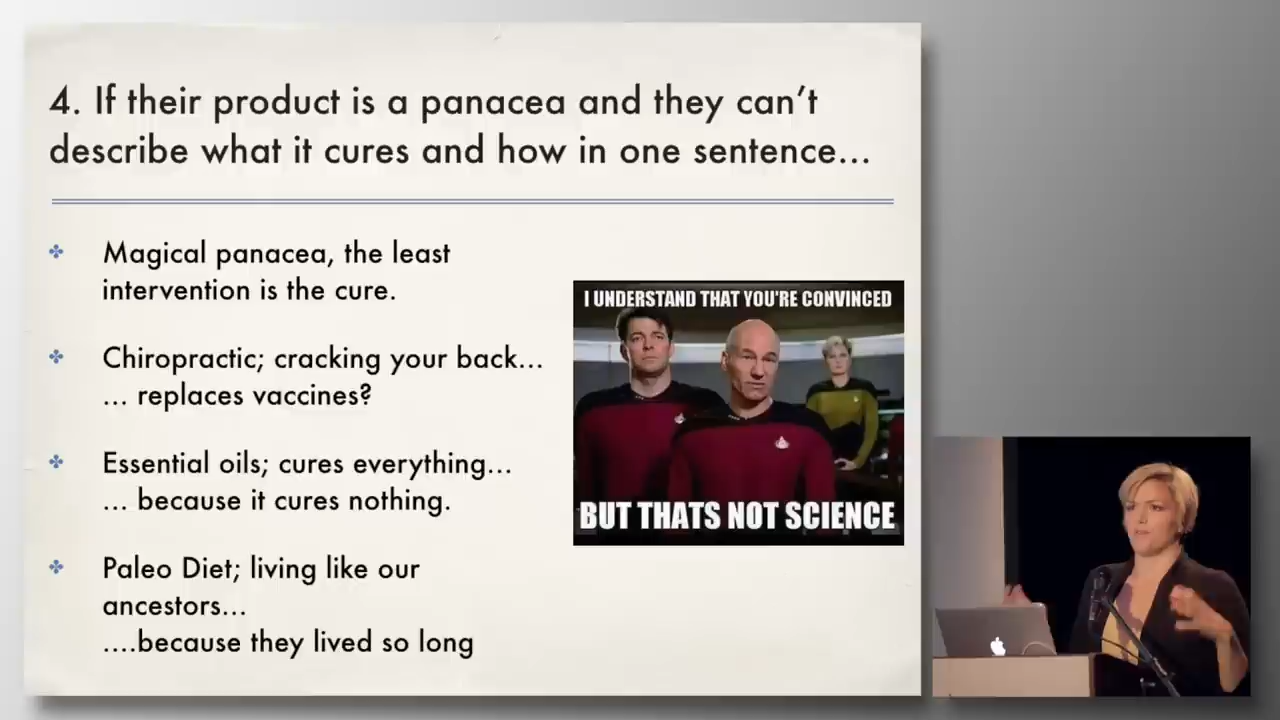 4. If their product is a panacea and they can't
describe what it cures and how in one sentence...
Magical panacea, the least
intervention is the cure.
Chiropractic; cracking your back...
... replaces vaccines?
Essential oils; cures everything...
... because it cures nothing.
Paleo Diet; living like our
ancestors...
....because they lived so long
I UNDERSTAND THAT YOU'RE CONVINCED
BUT THATS NOT SCIENCE